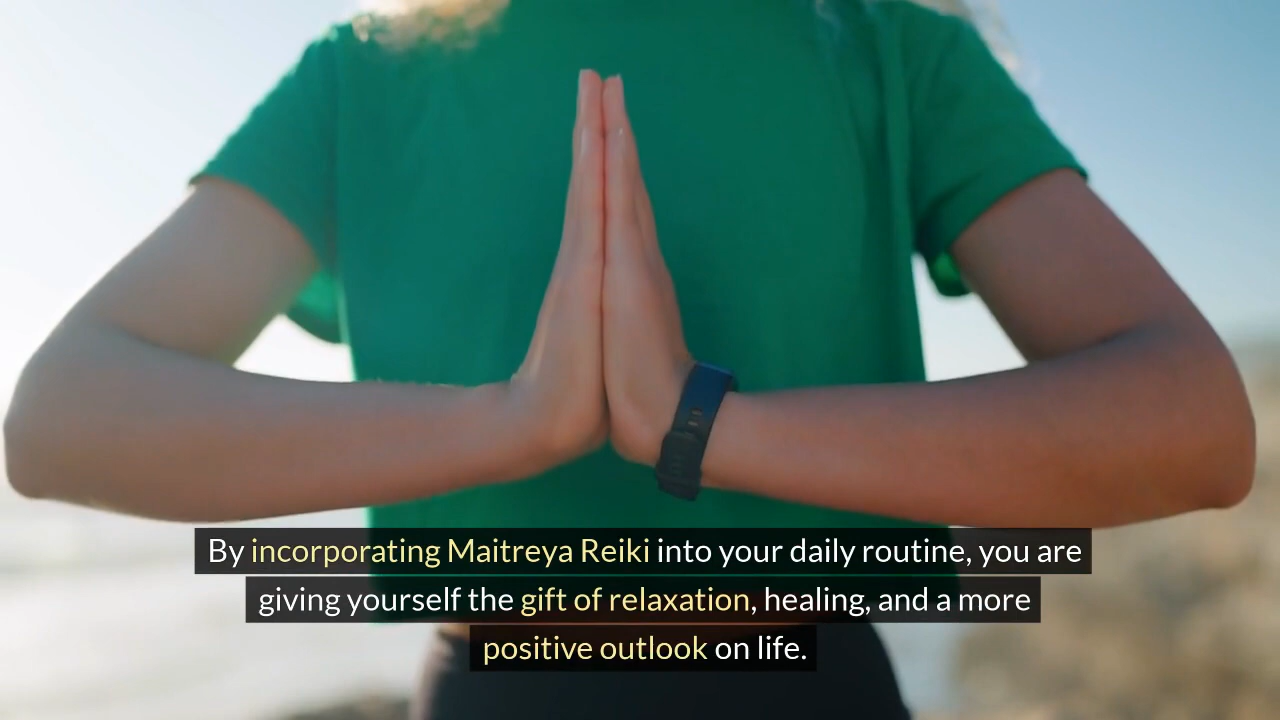 By incorporating Maitreya Reiki into your daily routine, you are
giving yourself the gift of relaxation, healing, and a more
positive outlook on life.